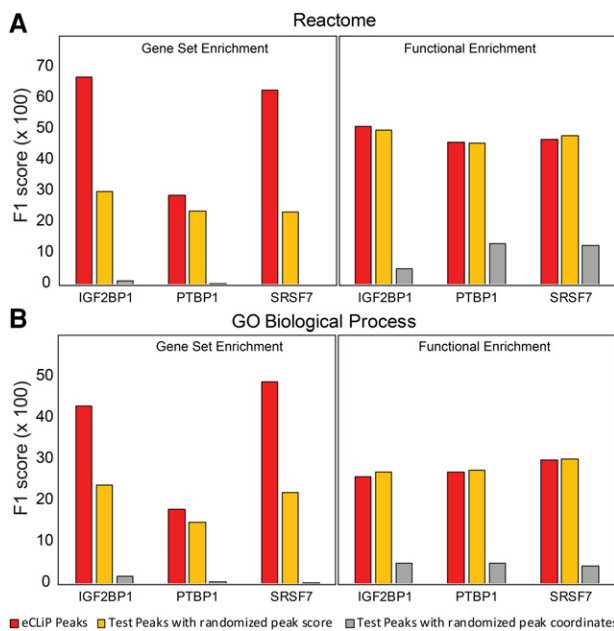 A
Reactome
Gene Set Enrichment
Functional Enrichment
F1 score (x 100)
70
60
50
40
30
20
10
0
IGF2BP1 PTBP1 SRSF7 IGF2BP1 PTBP1 SRSF7
B
GO Biological Process
Gene Set Enrichment
Functional Enrichment
F1 score (x 100)
50
40
30
20
10
0
IGF2BP1 PTBP1 SRSF7 IGF2BP1 PTBP1 SRSF7
eCLiP Peaks Test Peaks with randomized peak score Test Peaks with randomized peak coordinates